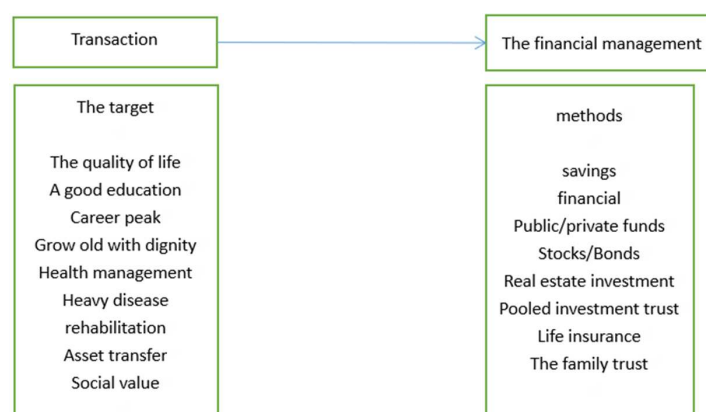 Transaction
The financial management
The target
The quality of life
A good education
Career peak
Grow old with dignity
Health management
Heavy disease
rehabilitation
Asset transfer
Social value
methods
savings
financial
Public/private funds
Stocks/Bonds
Real estate investment
Pooled investment trust
Life insurance
The family trust